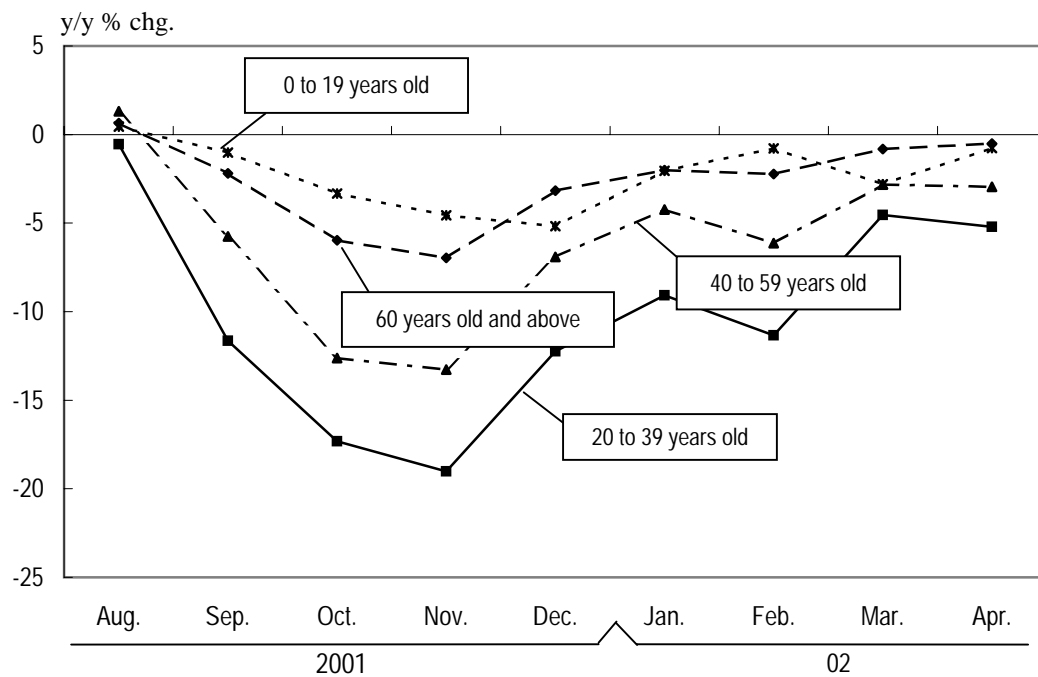 y/y % chg.
5
0
-5
-10
-15
-20
-25
0 to 19 years old
60 years old and above
40 to 59 years old
20 to 39 years old
Aug. Sep. Oct. Nov. Dec. Jan. Feb. Mar. Apr.
2001 02